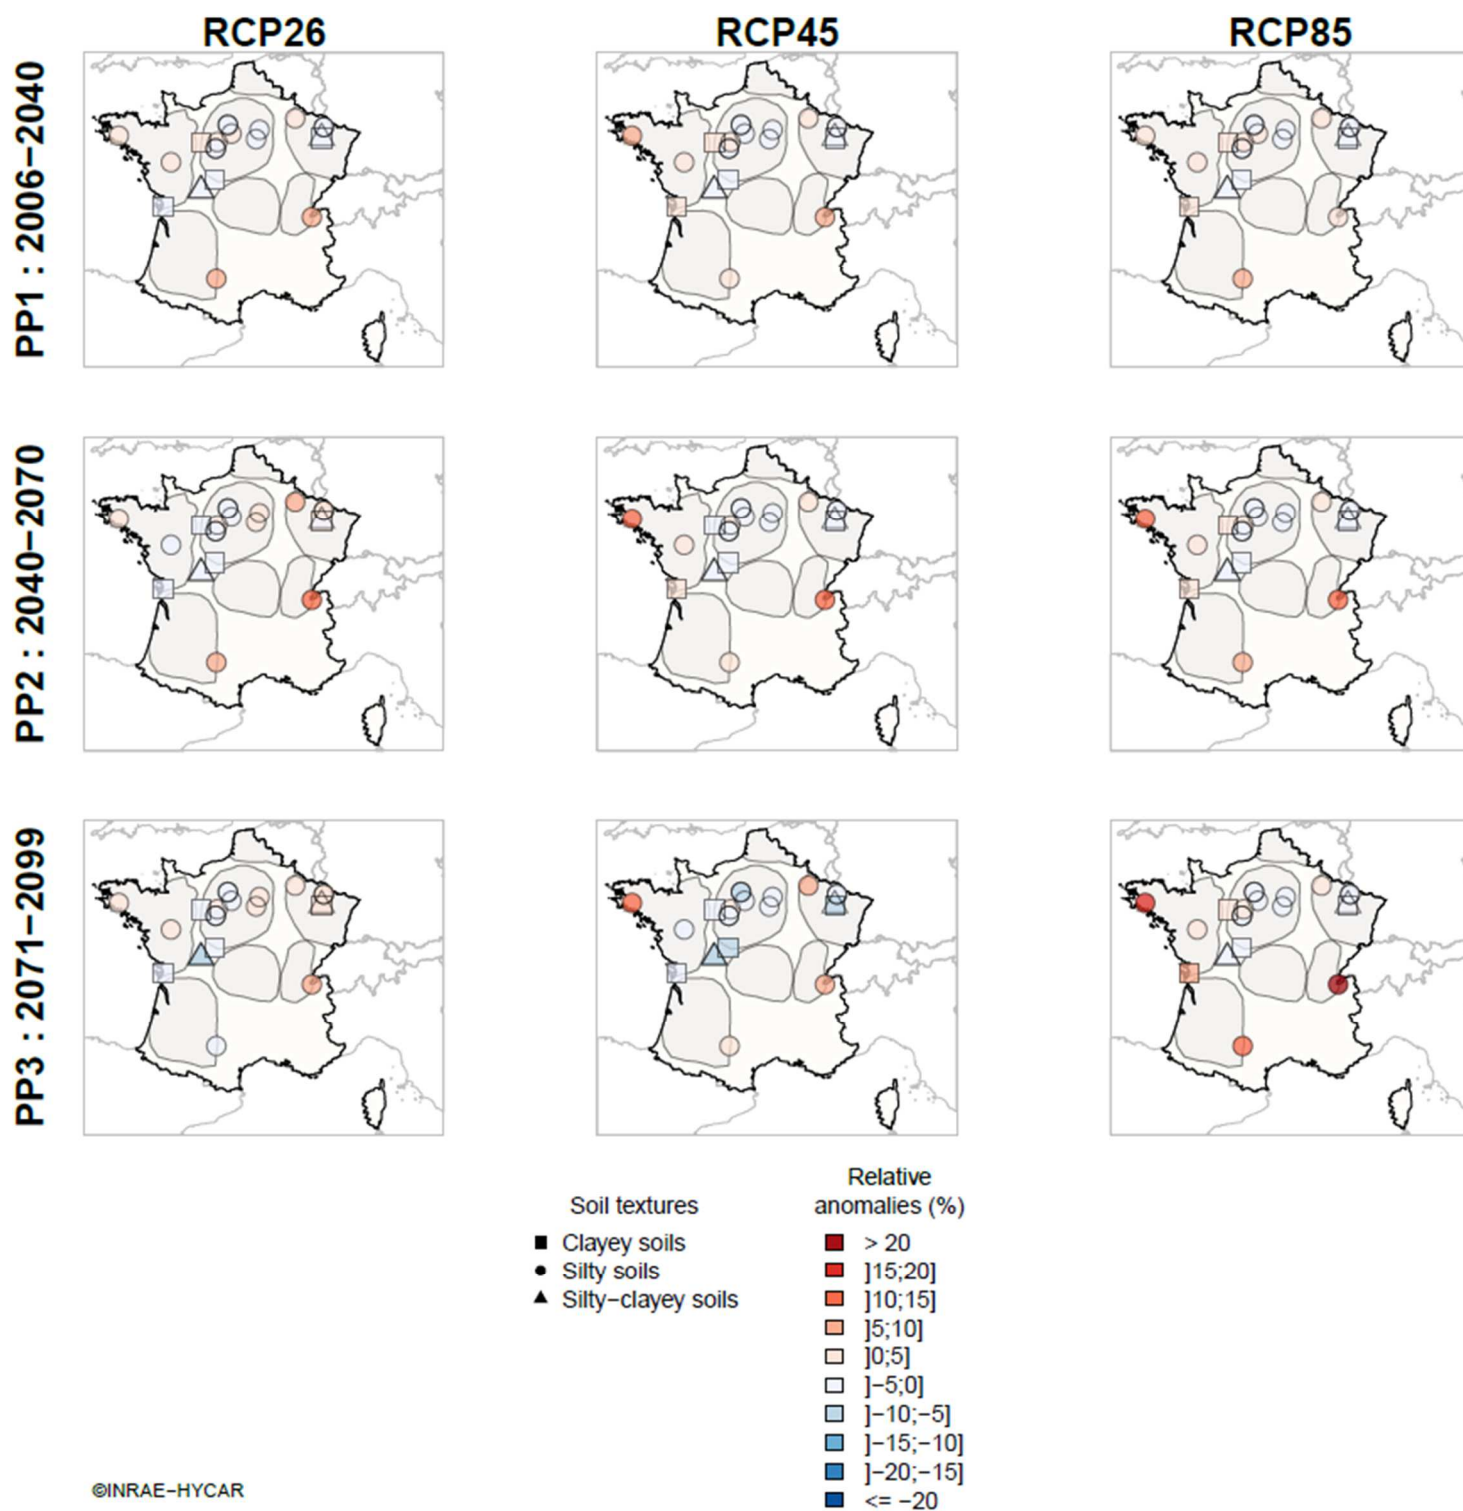 RCP26
RCP45
RCP85
PP1 : 2006−2040
PP2 : 2040−2070
PP3 : 2071−2099
Soil textures
■ Clayey soils
● Silty soils
▲ Silty−clayey soils
Relative
anomalies (%)
> 20
]15;20]
]10;15]
]5;10]
]0;5]
]−5;0]
]−10;−5]
]−15;−10]
]−20;−15]
<= −20
©INRAE−HYCAR